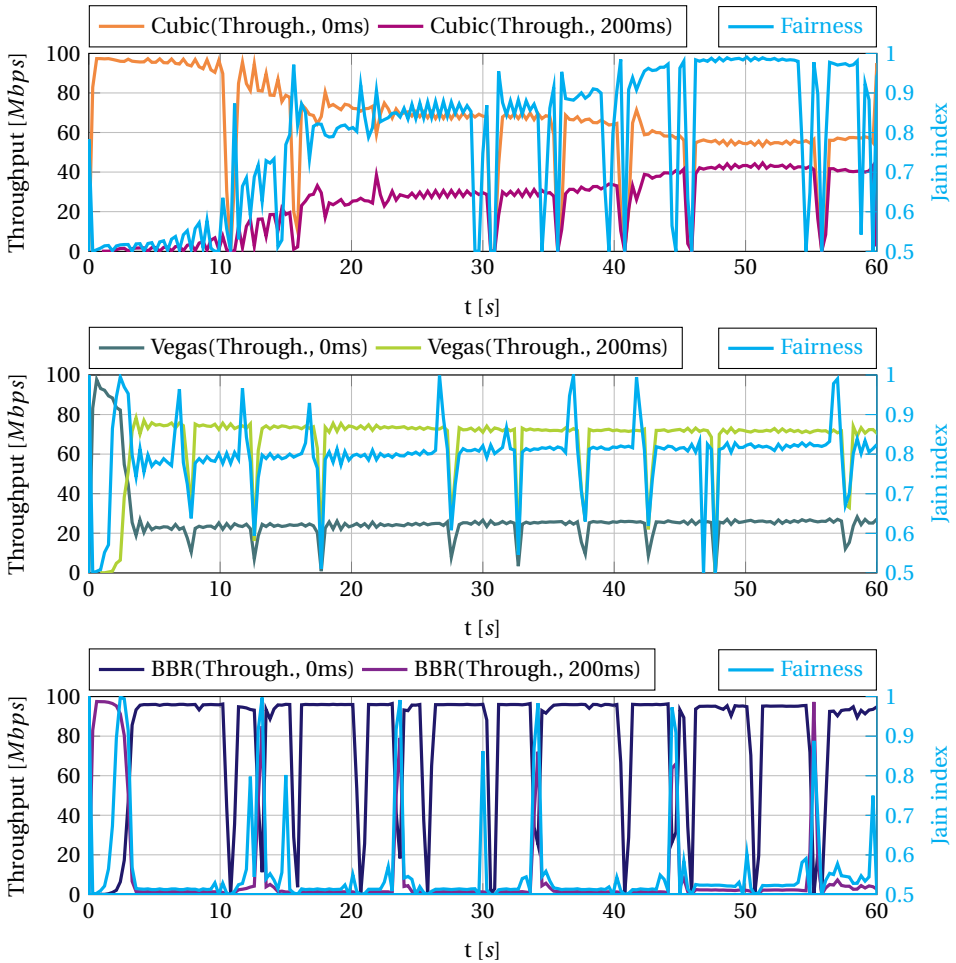 Cubic(Through., 0ms) Cubic(Through., 200ms) Fairness
Throughput [Mbps]
100
80
60
40
20
0
1
0.9
0.8
0.7
0.6
0.5
Jain index
0 10 20 30 40 50 60
t [s]
Vegas(Through., 0ms) Vegas(Through., 200ms) Fairness
Throughput [Mbps]
100
80
60
40
20
0
1
0.9
0.8
0.7
0.6
0.5
Jain index
0 10 20 30 40 50 60
t [s]
BBR(Through., 0ms) BBR(Through., 200ms) Fairness
Throughput [Mbps]
100
80
60
40
20
0
1
0.9
0.8
0.7
0.6
0.5
Jain index
0 10 20 30 40 50 60
t [s]